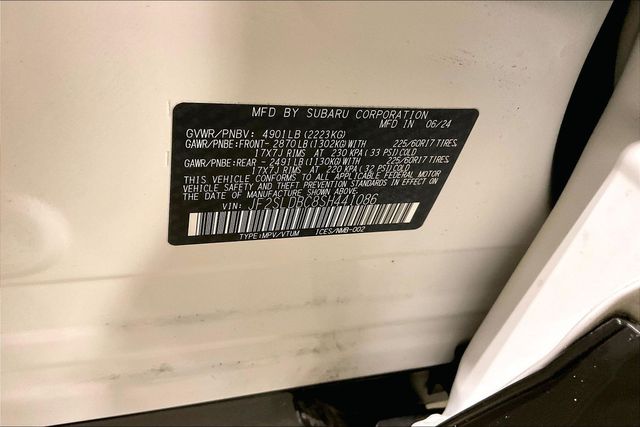 MFD BY SUBARU CORPORATION
MFD IN 06/24
GVWR/PNBV: 4901LB (2223KG)
GAWR/PNBE:FRONT- 2870LB(1302KG)WITH 225/60R17 TIRES,
17X7J RIMS AT 230 KPA( 33 PSI)COLD
GAWR/PNBE:REAR - 2491LB(1130KG)WITH 225/60R17 TIRES,
17X7J RIMS AT 220 KPA( 32 PSI)COLD
THIS VEHICLE CONFORMS TO ALL APPLICABLE FEDERAL MOTOR
VEHICLE SAFETY AND THEFT PREVENTION STANDARDS IN EFFECT ON
THE DATE OF MANUFACTURE SHOWN ABOVE.
VIN: JF2SLDBC8SH441086
TYPE:MPV/VTUM ICES/NMB-002